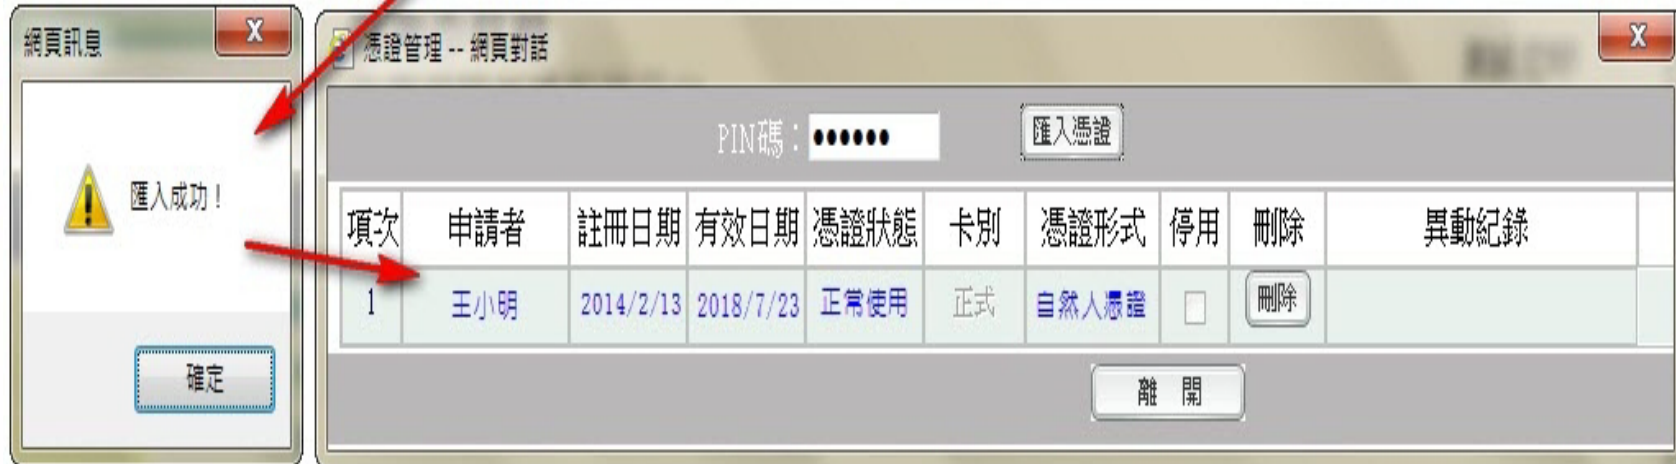 網頁訊息
匯入成功！
確定
憑證管理 -- 網頁對話
PIN碼：●●●●●●
匯入憑證
項次 申請者 註冊日期 有效日期 憑證狀態 卡別 憑證形式 停用 刪除 異動紀錄
1 王小明 2014/2/13 2018/7/23 正常使用 正式 自然人憑證 刪除
離 開